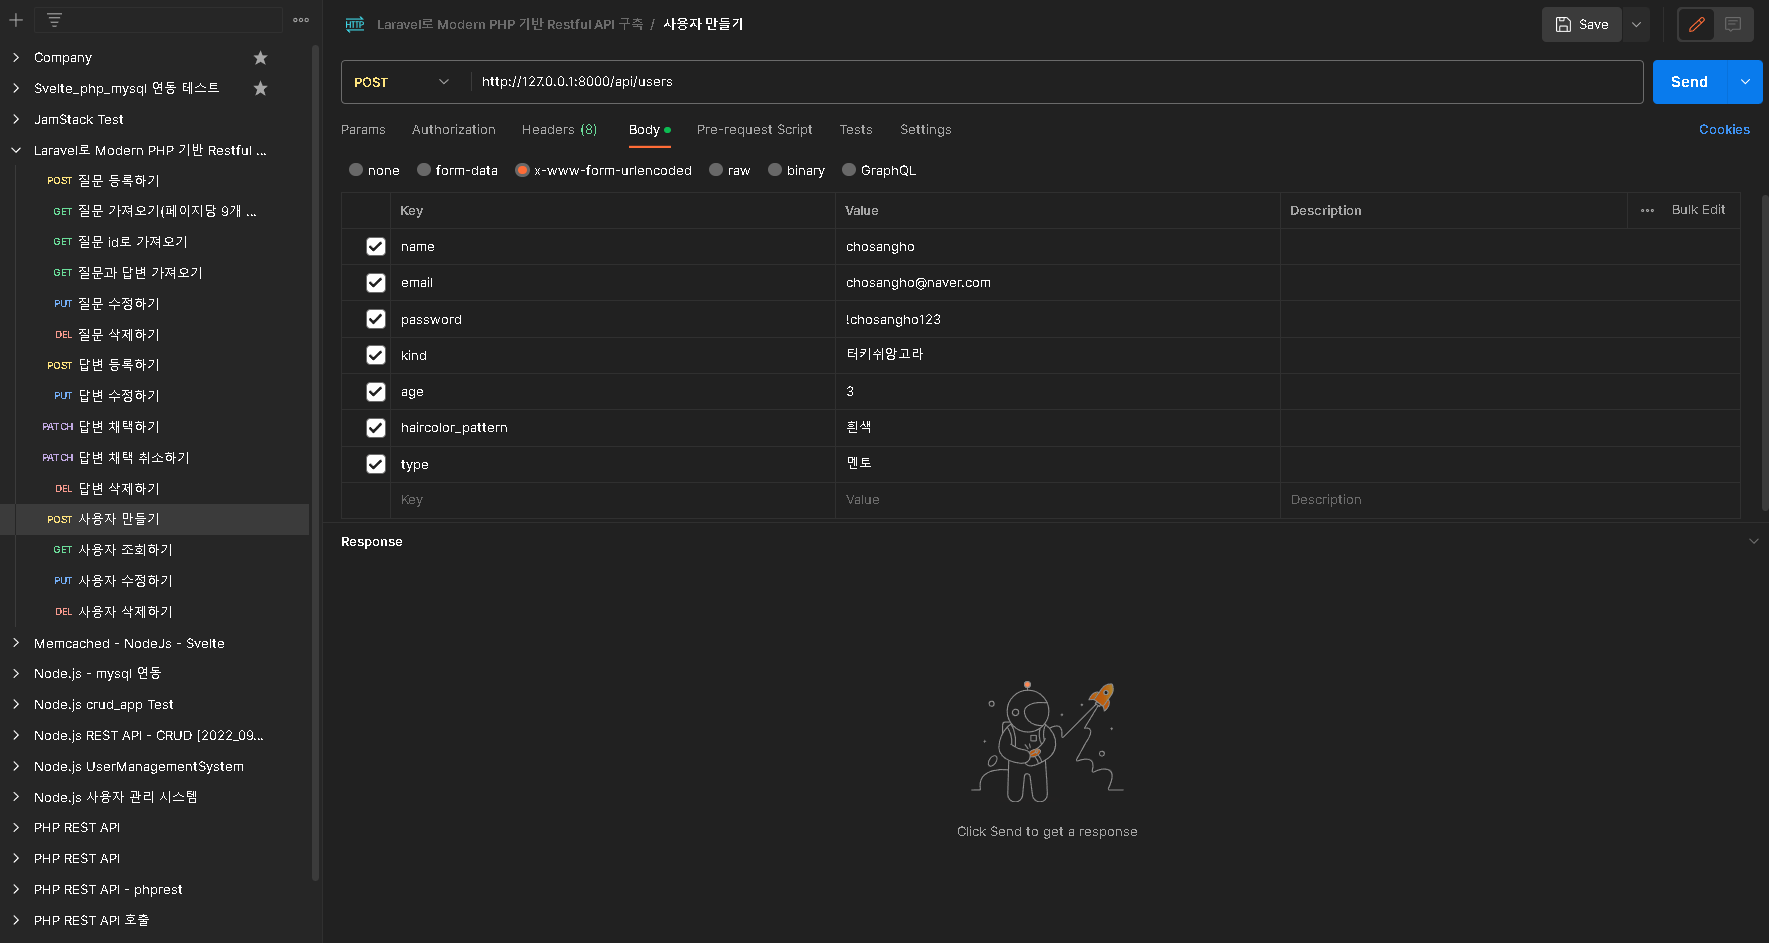 Company
Svelte_php_mysql 연동 테스트
JamStack Test
Laravel로 Modern PHP 기반 Restful ...
POST 질문 등록하기
GET 질문 가져오기(페이지당 9개 ...
GET 질문 id로 가져오기
GET 질문과 답변 가져오기
PUT 질문 수정하기
DEL 질문 삭제하기
POST 답변 등록하기
PUT 답변 수정하기
PATCH 답변 채택하기
PATCH 답변 채택 취소하기
DEL 답변 삭제하기
POST 사용자 만들기
GET 사용자 조회하기
PUT 사용자 수정하기
DEL 사용자 삭제하기
Memcached - NodeJs - Svelte
Node.js - mysql 연동
Node.js crud_app Test
Node.js REST API - CRUD [2022_09...
Node.js UserManagementSystem
Node.js 사용자 관리 시스템
PHP REST API
PHP REST API
PHP REST API - phprest
PHP REST API 호출
HTTP Laravel로 Modern PHP 기반 Restful API 구축 / 사용자 만들기
Save
POST http://127.0.0.1:8000/api/users
Send
Params Authorization Headers (8) Body Pre-request Script Tests Settings Cookies
none form-data x-www-form-urlencoded raw binary GraphQL
Key Value Description Bulk Edit
name chosangho
email chosangho@naver.com
password !chosangho123
kind 터키쉬앙고라
age 3
haircolor_pattern 흰색
type 멘토
Key Value Description
Response
Click Send to get a response